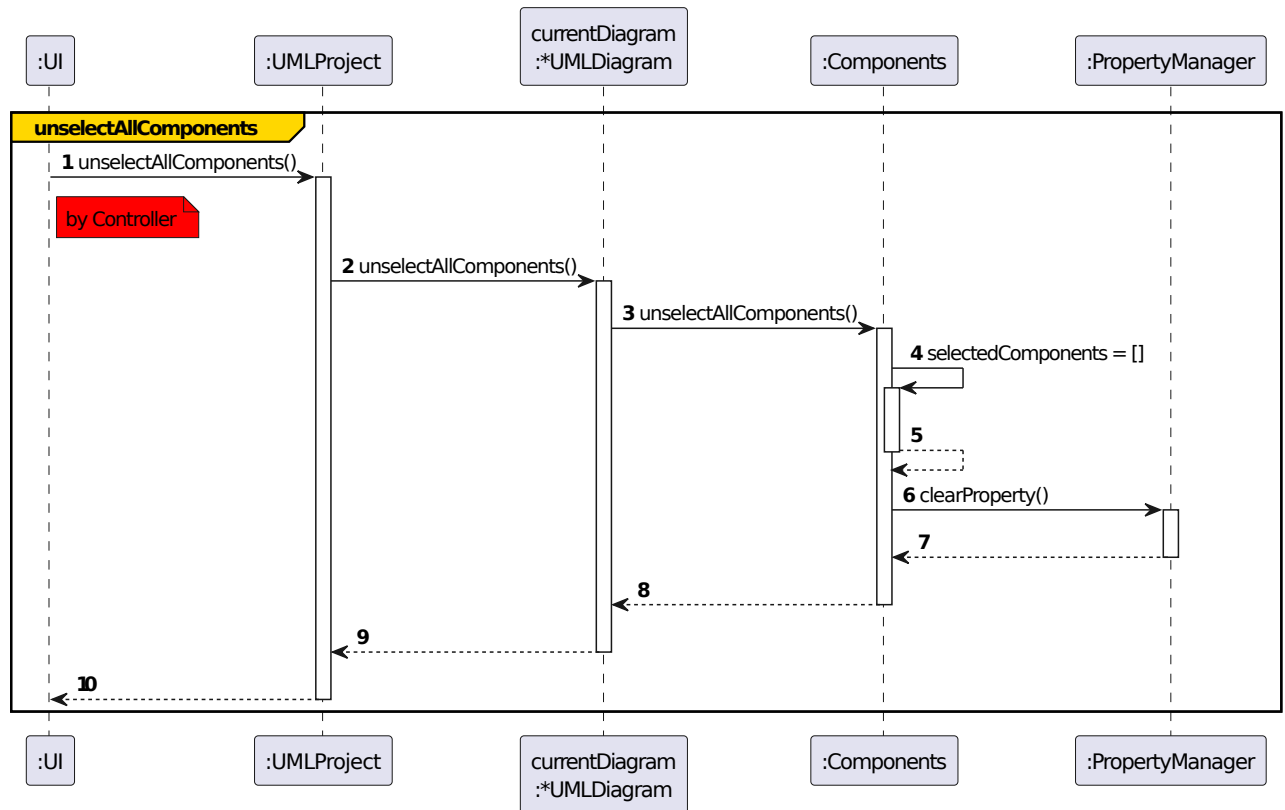 :UI
:UMLProject
currentDiagram
:*UMLDiagram
:Components
:PropertyManager
unselectAllComponents
1 unselectAllComponents()
by Controller
2 unselectAllComponents()
3 unselectAllComponents()
4 selectedComponents = []
5
6 clearProperty()
7
8
9
10
:UI
:UMLProject
currentDiagram
:*UMLDiagram
:Components
:PropertyManager